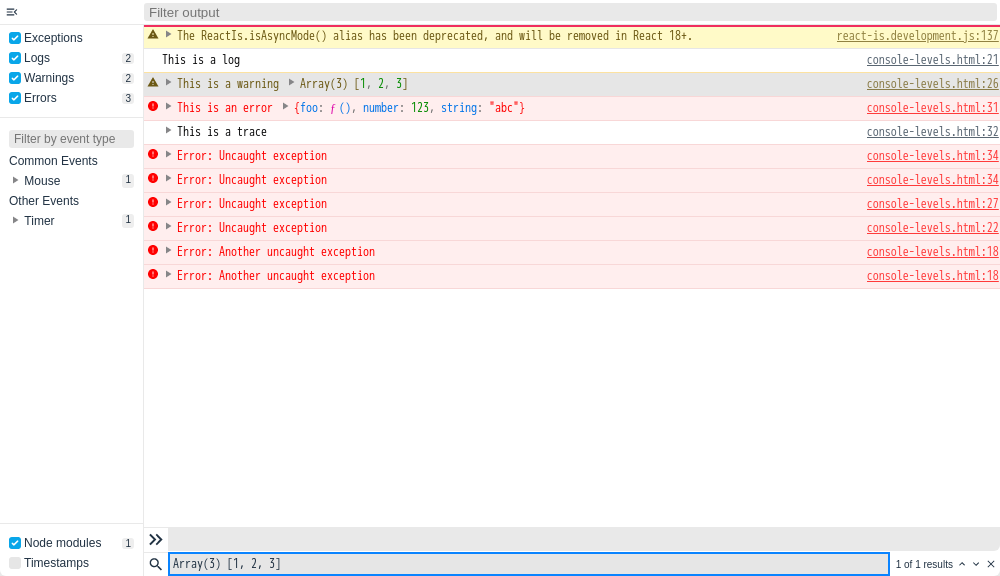 Filter output
Exceptions
Logs 2
Warnings 2
Errors 3
Filter by event type
Common Events
Mouse 1
Other Events
Timer 1
Node modules 1
Timestamps
The ReactIs.isAsyncMode() alias has been deprecated, and will be removed in React 18+. react-is.development.js:137
This is a log console-levels.html:21
This is a warning Array(3) [1, 2, 3] console-levels.html:26
This is an error {foo: ƒ (), number: 123, string: "abc"} console-levels.html:31
This is a trace console-levels.html:32
Error: Uncaught exception console-levels.html:34
Error: Uncaught exception console-levels.html:34
Error: Uncaught exception console-levels.html:27
Error: Uncaught exception console-levels.html:22
Error: Another uncaught exception console-levels.html:18
Error: Another uncaught exception console-levels.html:18
Array(3) [1, 2, 3] 1 of 1 results